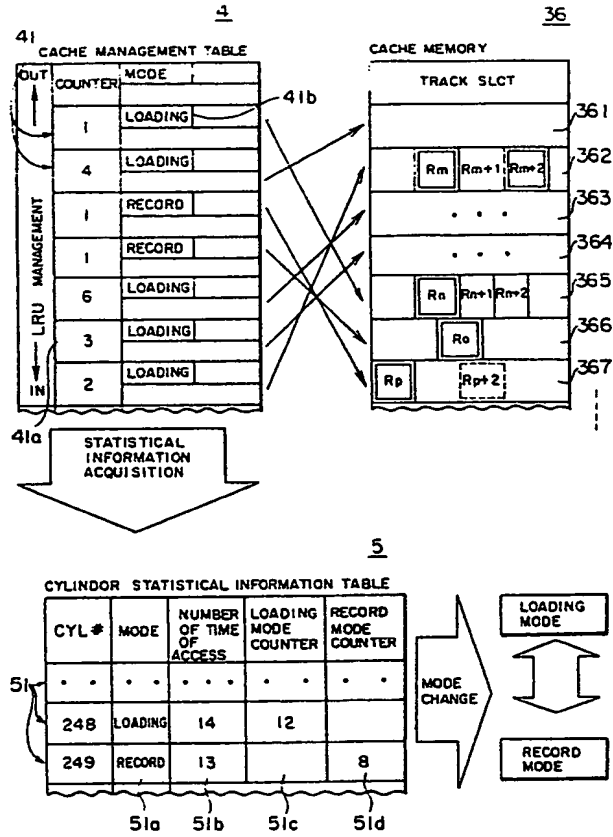 4
36
41
CACHE MANAGEMENT TABLE
CACHE MEMORY
OUT
COUNTER
MODE
TRACK SLCT
1
LOADING
41b
361
4
LOADING
Rm
Rm+1
Rm+2
362
1
RECORD
• • •
363
1
RECORD
• • •
364
LRU MANAGEMENT
6
LOADING
Rn
Rn+1
Rn+2
365
3
LOADING
Ro
366
2
LOADING
Rp
Rp+2
367
IN
41a
STATISTICAL
INFORMATION
ACQUISITION
5
CYLINDOR STATISTICAL INFORMATION TABLE
CYL #
MODE
NUMBER
OF TIME
OF
ACCESS
LOADING
MODE
COUNTER
RECORD
MODE
COUNTER
• • • • • • • • • • •
51
248
LOADING
14
12
249
RECORD
13
8
51a
51b
51c
51d
MODE
CHANGE
LOADING
MODE
RECORD
MODE